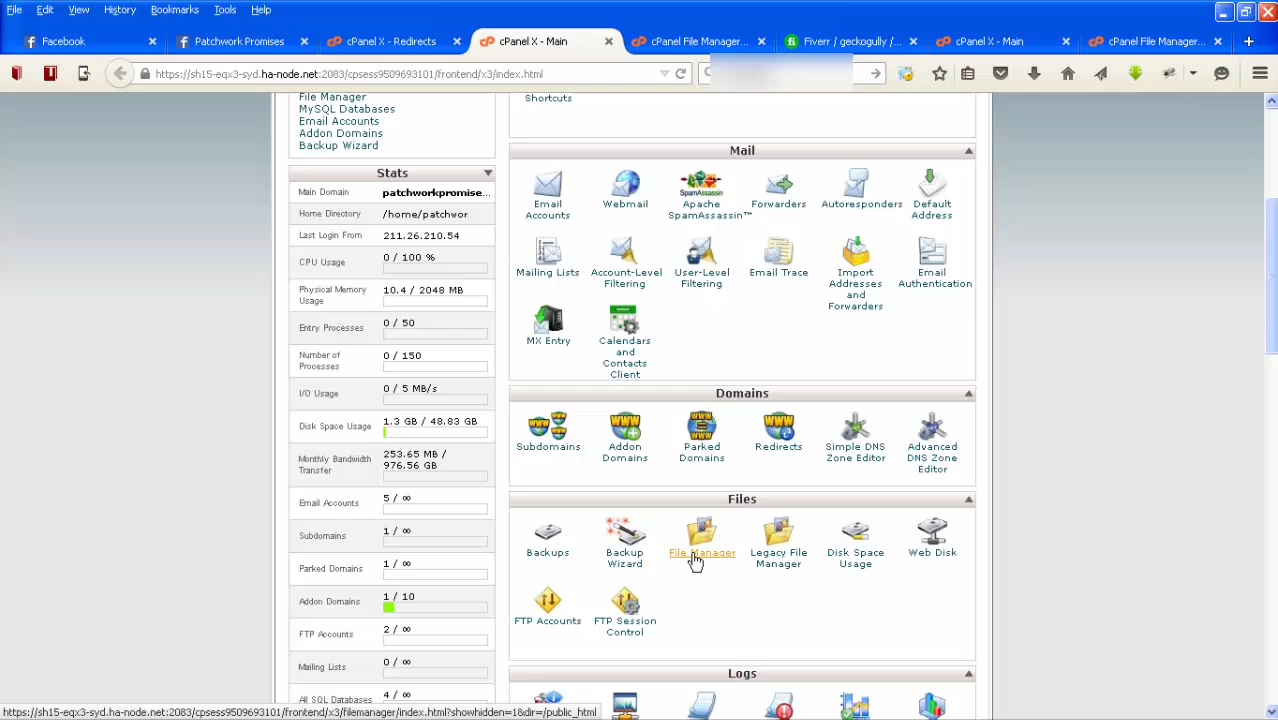 File Edit View History Bookmarks Tools Help
Facebook
Patchwork Promises
cPanel X - Redirects
cPanel X - Main
cPanel File Manager...
Fiverr / geckogully /...
cPanel X - Main
cPanel File Manager...
https://sh15-eqx3-syd.ha-node.net:2083/cpsess9509693101/frontend/x3/index.html
File Manager
MySQL Databases
Email Accounts
Addon Domains
Backup Wizard
Stats
Main Domain patchworkpromise...
Home Directory /home/patchwor
Last Login From 211.26.210.54
CPU Usage 0 / 100 %
Physical Memory
Usage
10.4 / 2048 MB
Entry Processes 0 / 50
Number of
Processes
0 / 150
I/O Usage 0 / 5 MB/s
Disk Space Usage 1.3 GB / 48.83 GB
Monthly Bandwidth
Transfer
253.65 MB /
976.56 GB
Email Accounts 5 / ∞
Subdomains 1 / ∞
Parked Domains 1 / ∞
Addon Domains 1 / 10
FTP Accounts 2 / ∞
Mailing Lists 0 / ∞
All SQL Databases 4 / ∞
Shortcuts
Mail
Email
Accounts
Webmail
SpamAssassin
Apache
SpamAssassin™
Forwarders
Autoresponders
Default
Address
Mailing Lists
Account-Level
Filtering
User-Level
Filtering
Email Trace
Import
Addresses
and
Forwarders
Email
Authentication
MX Entry
Calendars
and
Contacts
Client
Domains
WWW
WWW
WWW
Subdomains
WWW
Addon
Domains
WWW
Parked
Domains
WWW
Redirects
Simple DNS
Zone Editor
Advanced
DNS Zone
Editor
Files
Backups
Backup
Wizard
File Manager
Legacy File
Manager
Disk Space
Usage
Web Disk
FTP Accounts
FTP Session
Control
Logs
https://sh15-eqx3-syd.ha-node.net:2083/cpsess9509693101/frontend/x3/filemanager/index.html?showhidden=1&dir=/public_html